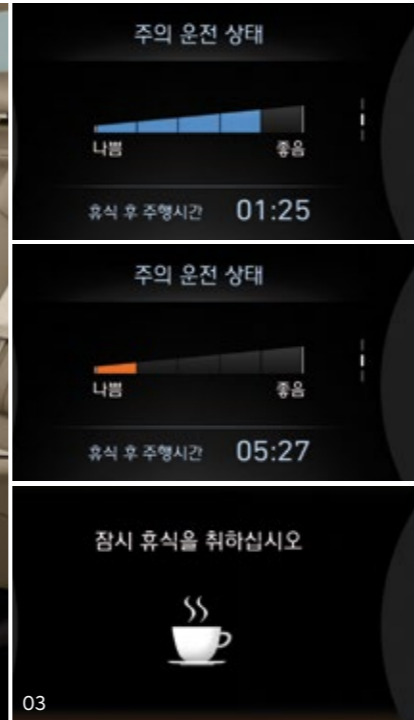 주의 운전 상태
나쁨 좋음
휴식 후 주행시간 01:25
주의 운전 상태
나쁨 좋음
휴식 후 주행시간 05:27
잠시 휴식을 취하십시오
03